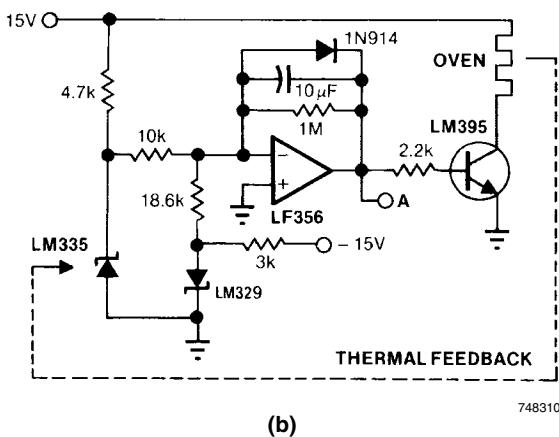 15V
1N914
OVEN
4.7k
10 μF
1M
LM395
10k
−
+
2.2k
18.6k
LF356
A
LM335
3k
− 15V
LM329
THERMAL FEEDBACK
748310
(b)